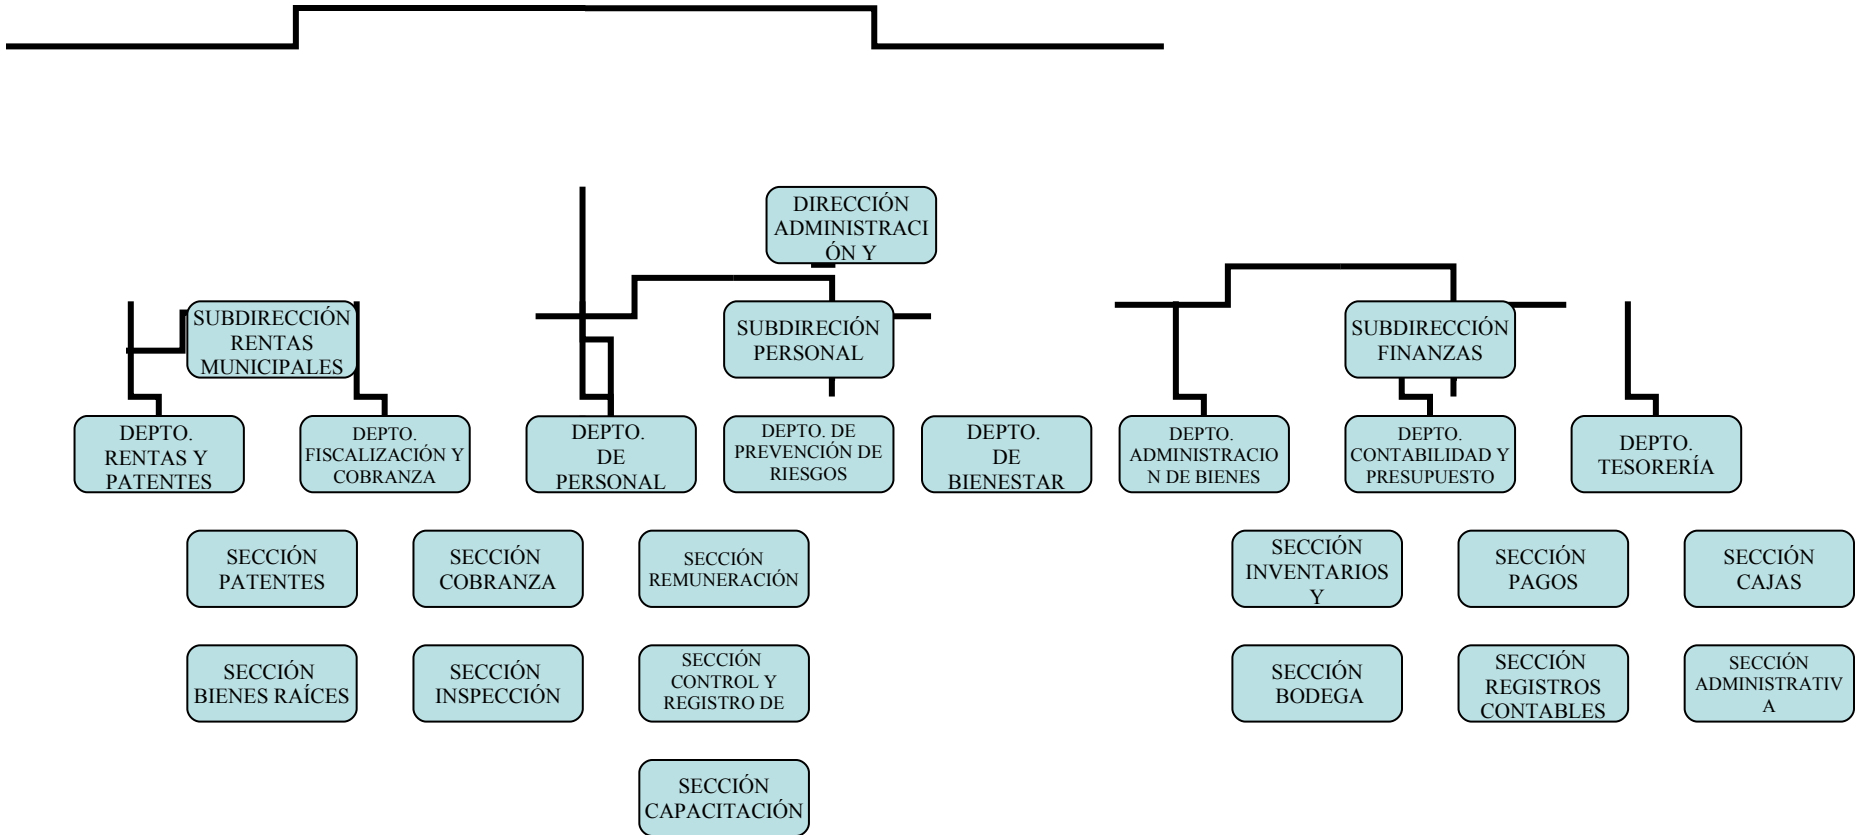 DIRECCIÓN
ADMINISTRACI
ÓN Y
SUBDIRECCIÓN
RENTAS
MUNICIPALES
SUBDIRECIÓN
PERSONAL
SUBDIRECCIÓN
FINANZAS
DEPTO.
RENTAS Y
PATENTES
DEPTO.
FISCALIZACIÓN Y
COBRANZA
DEPTO.
DE
PERSONAL
DEPTO. DE
PREVENCIÓN DE
RIESGOS
DEPTO.
DE
BIENESTAR
DEPTO.
ADMINISTRACIO
N DE BIENES
DEPTO.
CONTABILIDAD Y
PRESUPUESTO
DEPTO.
TESORERÍA
SECCIÓN
PATENTES
SECCIÓN
COBRANZA
SECCIÓN
REMUNERACIÓN
SECCIÓN
INVENTARIOS
Y
SECCIÓN
PAGOS
SECCIÓN
CAJAS
SECCIÓN
BIENES RAÍCES
SECCIÓN
INSPECCIÓN
SECCIÓN
CONTROL Y
REGISTRO DE
SECCIÓN
BODEGA
SECCIÓN
REGISTROS
CONTABLES
SECCIÓN
ADMINISTRATIV
A
SECCIÓN
CAPACITACIÓN